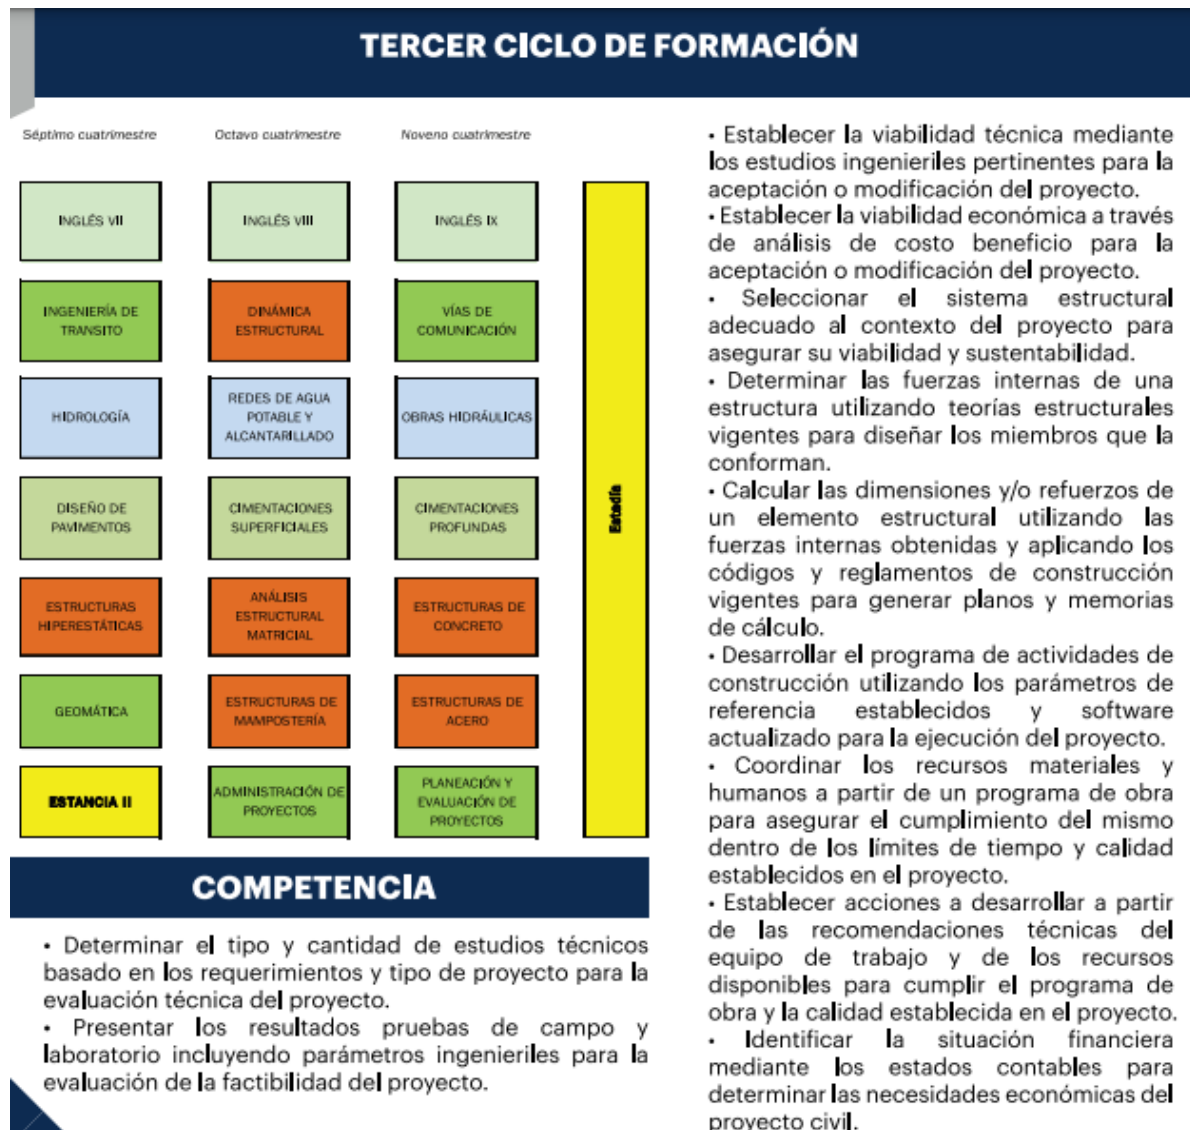 TERCER CICLO DE FORMACIÓN
Séptimo cuatrimestre
Octavo cuatrimestre
Noveno cuatrimestre
INGLÉS VII
INGLÉS VIII
INGLÉS IX
INGENIERÍA DE
TRANSITO
DINÁMICA
ESTRUCTURAL
VÍAS DE
COMUNICACIÓN
HIDROLOGÍA
REDES DE AGUA
POTABLE Y
ALCANTARILLADO
OBRAS HIDRÁULICAS
DISEÑO DE
PAVIMENTOS
CIMENTACIONES
SUPERFICIALES
CIMENTACIONES
PROFUNDAS
ESTRUCTURAS
HIPERESTÁTICAS
ANÁLISIS
ESTRUCTURAL
MATRICIAL
ESTRUCTURAS DE
CONCRETO
GEOMÁTICA
ESTRUCTURAS DE
MAMPOSTERÍA
ESTRUCTURAS DE
ACERO
ESTANCIA II
ADMINISTRACIÓN DE
PROYECTOS
PLANEACIÓN Y
EVALUACIÓN DE
PROYECTOS
Estadía
COMPETENCIA
• Determinar el tipo y cantidad de estudios técnicos
basado en los requerimientos y tipo de proyecto para la
evaluación técnica del proyecto.
• Presentar los resultados pruebas de campo y
laboratorio incluyendo parámetros ingenieriles para la
evaluación de la factibilidad del proyecto.
• Establecer la viabilidad técnica mediante
los estudios ingenieriles pertinentes para la
aceptación o modificación del proyecto.
• Establecer la viabilidad económica a través
de análisis de costo beneficio para la
aceptación o modificación del proyecto.
• Seleccionar el sistema estructural
adecuado al contexto del proyecto para
asegurar su viabilidad y sustentabilidad.
• Determinar las fuerzas internas de una
estructura utilizando teorías estructurales
vigentes para diseñar los miembros que la
conforman.
• Calcular las dimensiones y/o refuerzos de
un elemento estructural utilizando las
fuerzas internas obtenidas y aplicando los
códigos y reglamentos de construcción
vigentes para generar planos y memorias
de cálculo.
• Desarrollar el programa de actividades de
construcción utilizando los parámetros de
referencia establecidos y software
actualizado para la ejecución del proyecto.
• Coordinar los recursos materiales y
humanos a partir de un programa de obra
para asegurar el cumplimiento del mismo
dentro de los límites de tiempo y calidad
establecidos en el proyecto.
• Establecer acciones a desarrollar a partir
de las recomendaciones técnicas del
equipo de trabajo y de los recursos
disponibles para cumplir el programa de
obra y la calidad establecida en el proyecto.
• Identificar la situación financiera
mediante los estados contables para
determinar las necesidades económicas del
proyecto civil.